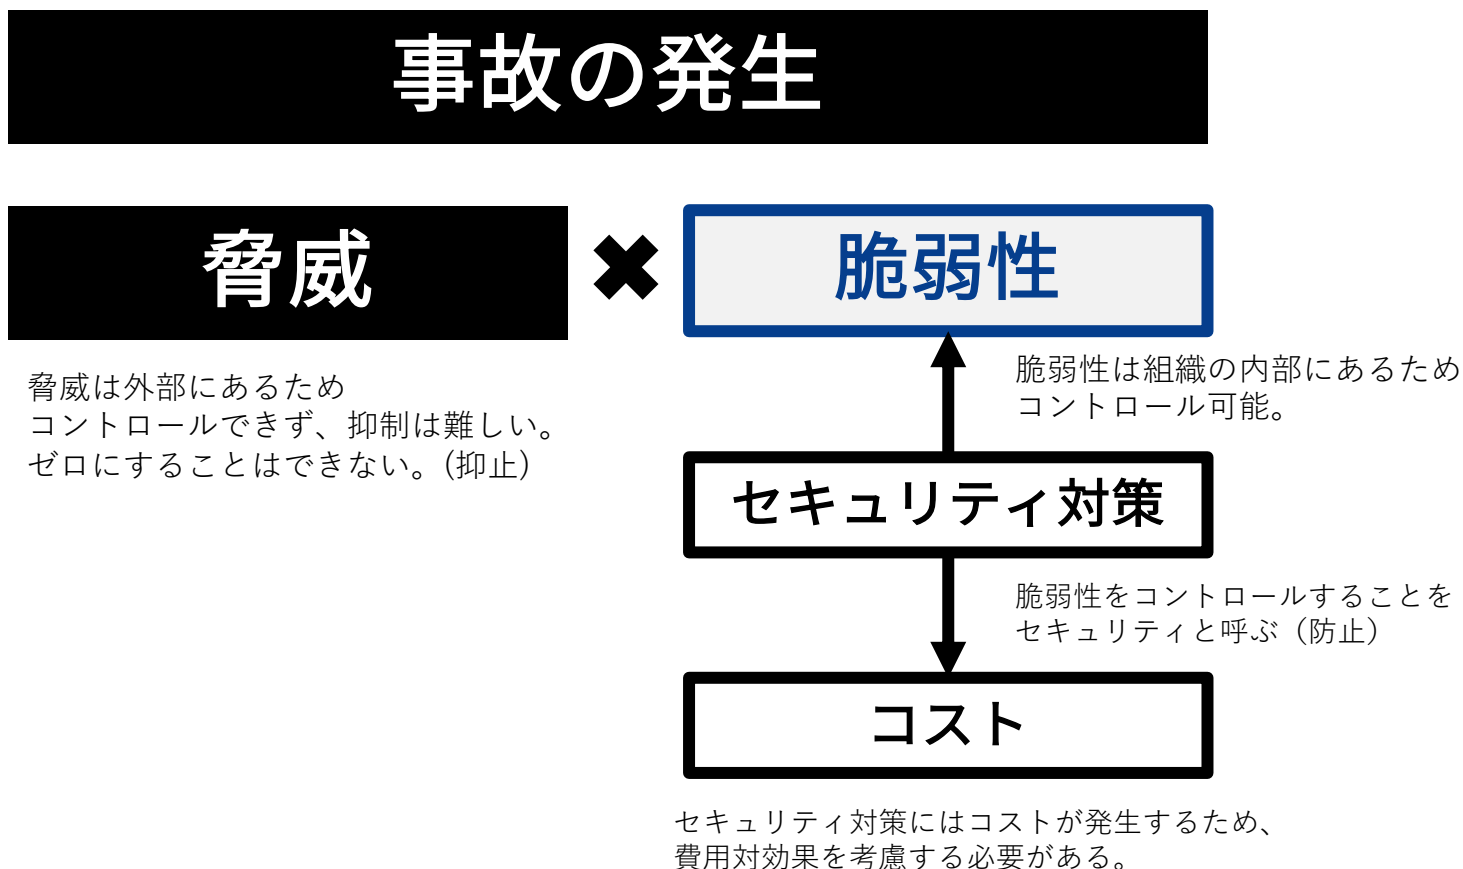 事故の発生
脅威
✖
脆弱性
脅威は外部にあるため
コントロールできず、抑制は難しい。
ゼロにすることはできない。(抑止)
脆弱性は組織の内部にあるため
コントロール可能。
セキュリティ対策
脆弱性をコントロールすることを
セキュリティと呼ぶ（防止）
コスト
セキュリティ対策にはコストが発生するため、
費用対効果を考慮する必要がある。